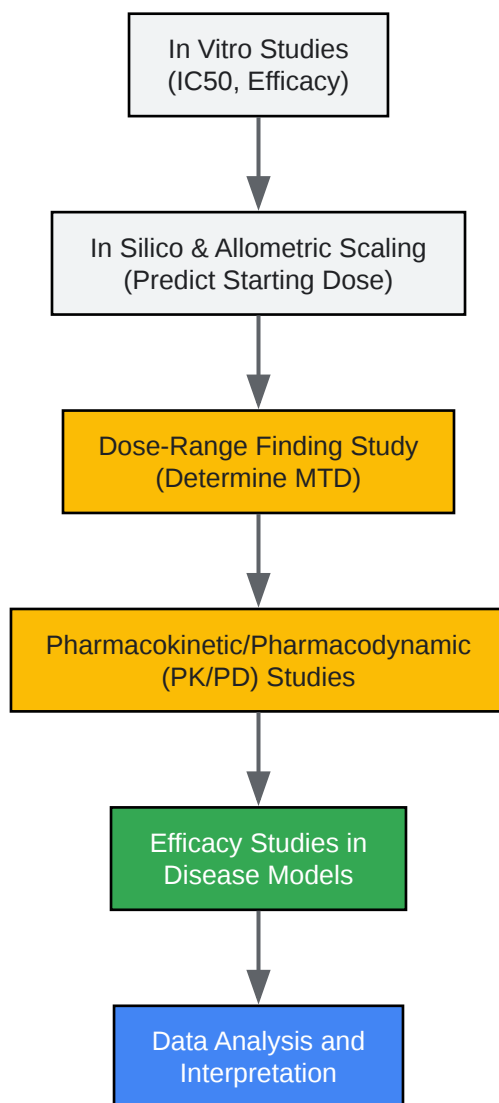 In Vitro Studies
(IC50, Efficacy)
In Silico & Allometric Scaling
(Predict Starting Dose)
Dose-Range Finding Study
(Determine MTD)
Pharmacokinetic/Pharmacodynamic
(PK/PD) Studies
Efficacy Studies in
Disease Models
Data Analysis and
Interpretation